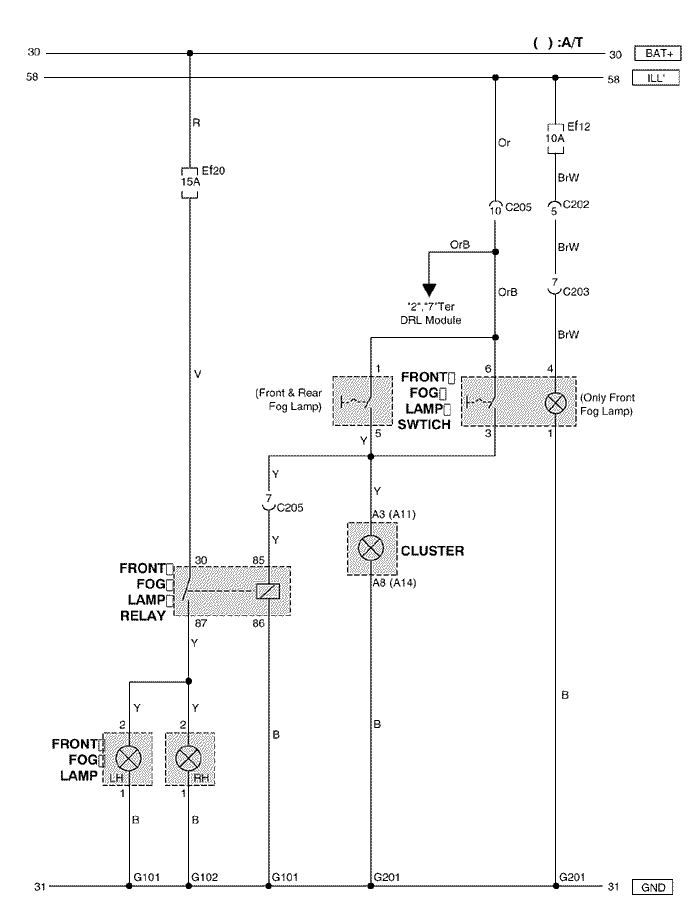 ( ) :A/T
30
30
BAT+
58
58
ILL'
R
Or
Ef12
10A
Ef20
15A
BrW
10
C205
5
C202
OrB
BrW
7
C203
OrB
"2","7"Ter
DRL Module
BrW
V
1
6
4
(Front & Rear
Fog Lamp)
FRONT
FOG
LAMP
SWTICH
(Only Front
Fog Lamp)
5
3
1
Y
Y
7
C205
Y
A3 (A11)
Y
CLUSTER
30
85
FRONT
FOG
LAMP
RELAY
A8 (A14)
87
86
Y
B
Y
Y
2
2
B
B
FRONT
FOG
LAMP
LH
RH
1
1
B
B
G101
G102
G101
G201
G201
31
31
GND